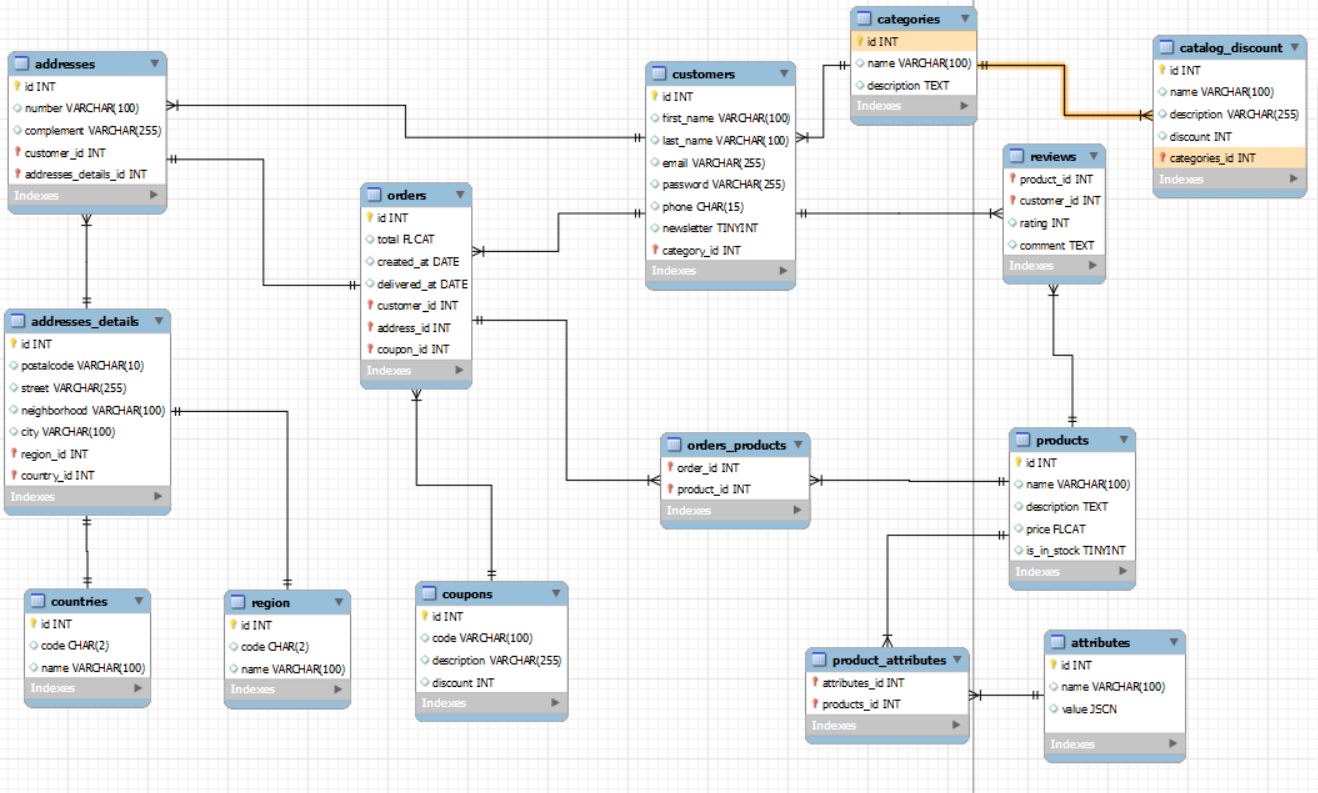 categories
id INT
name VARCHAR(100)
description TEXT
Indexes
catalog_discount
id INT
name VARCHAR(100)
description VARCHAR(255)
discount INT
categories_id INT
Indexes
addresses
id INT
number VARCHAR(100)
complement VARCHAR(255)
customer_id INT
addresses_details_id INT
Indexes
customers
id INT
first_name VARCHAR(100)
last_name VARCHAR(100)
email VARCHAR(255)
password VARCHAR(255)
phone CHAR(15)
newsletter TINYINT
category_id INT
Indexes
reviews
product_id INT
customer_id INT
rating INT
comment TEXT
Indexes
orders
id INT
total FLOAT
created_at DATE
delivered_at DATE
customer_id INT
address_id INT
coupon_id INT
Indexes
addresses_details
id INT
postalcode VARCHAR(10)
street VARCHAR(255)
neighborhood VARCHAR(100)
city VARCHAR(100)
region_id INT
country_id INT
Indexes
orders_products
order_id INT
product_id INT
Indexes
products
id INT
name VARCHAR(100)
description TEXT
price FLOAT
is_in_stock TINYINT
Indexes
countries
id INT
code CHAR(2)
name VARCHAR(100)
Indexes
region
id INT
code CHAR(2)
name VARCHAR(100)
Indexes
coupons
id INT
code VARCHAR(100)
description VARCHAR(255)
discount INT
Indexes
product_attributes
attributes_id INT
products_id INT
Indexes
attributes
id INT
name VARCHAR(100)
value JSON
Indexes